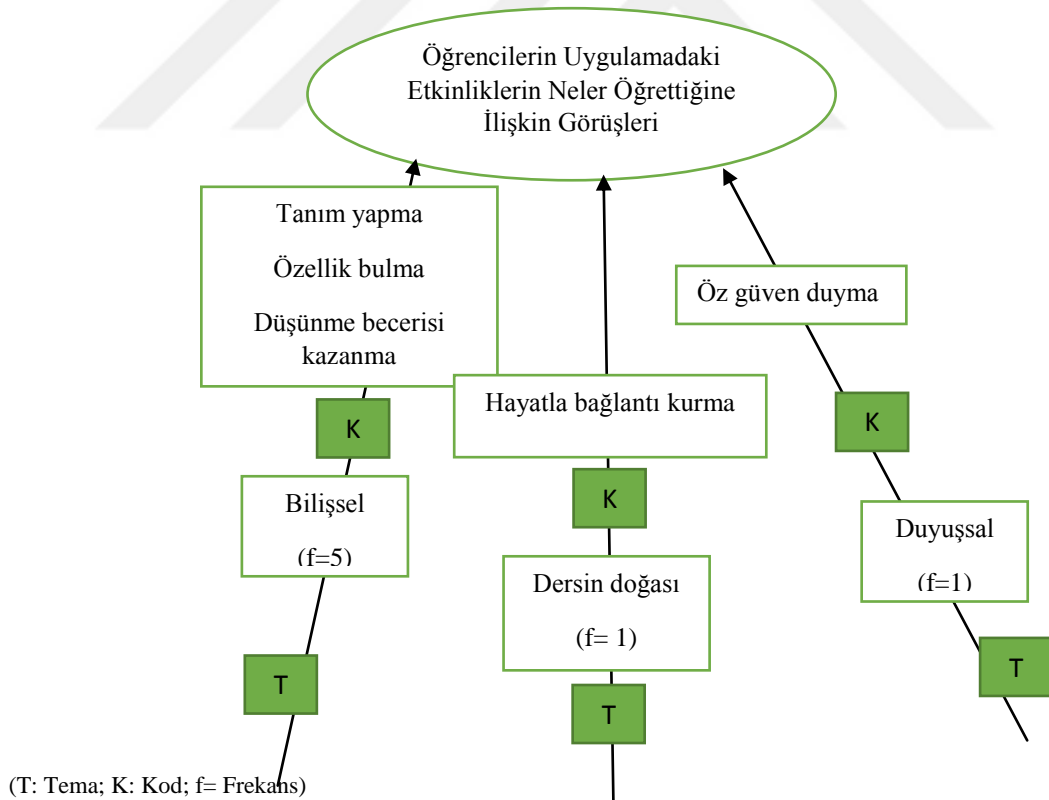 Öğrencilerin Uygulamadaki
Etkinliklerin Neler Öğrettiğine
İlişkin Görüşleri
Tanım yapma
Özellik bulma
Düşünme becerisi
kazanma
Öz güven duyma
Hayatla bağlantı kurma
K
K
K
Bilişsel
(f=5)
Duyuşsal
(f=1)
Dersin doğası
(f= 1)
T
T
T
(T: Tema; K: Kod; f= Frekans)